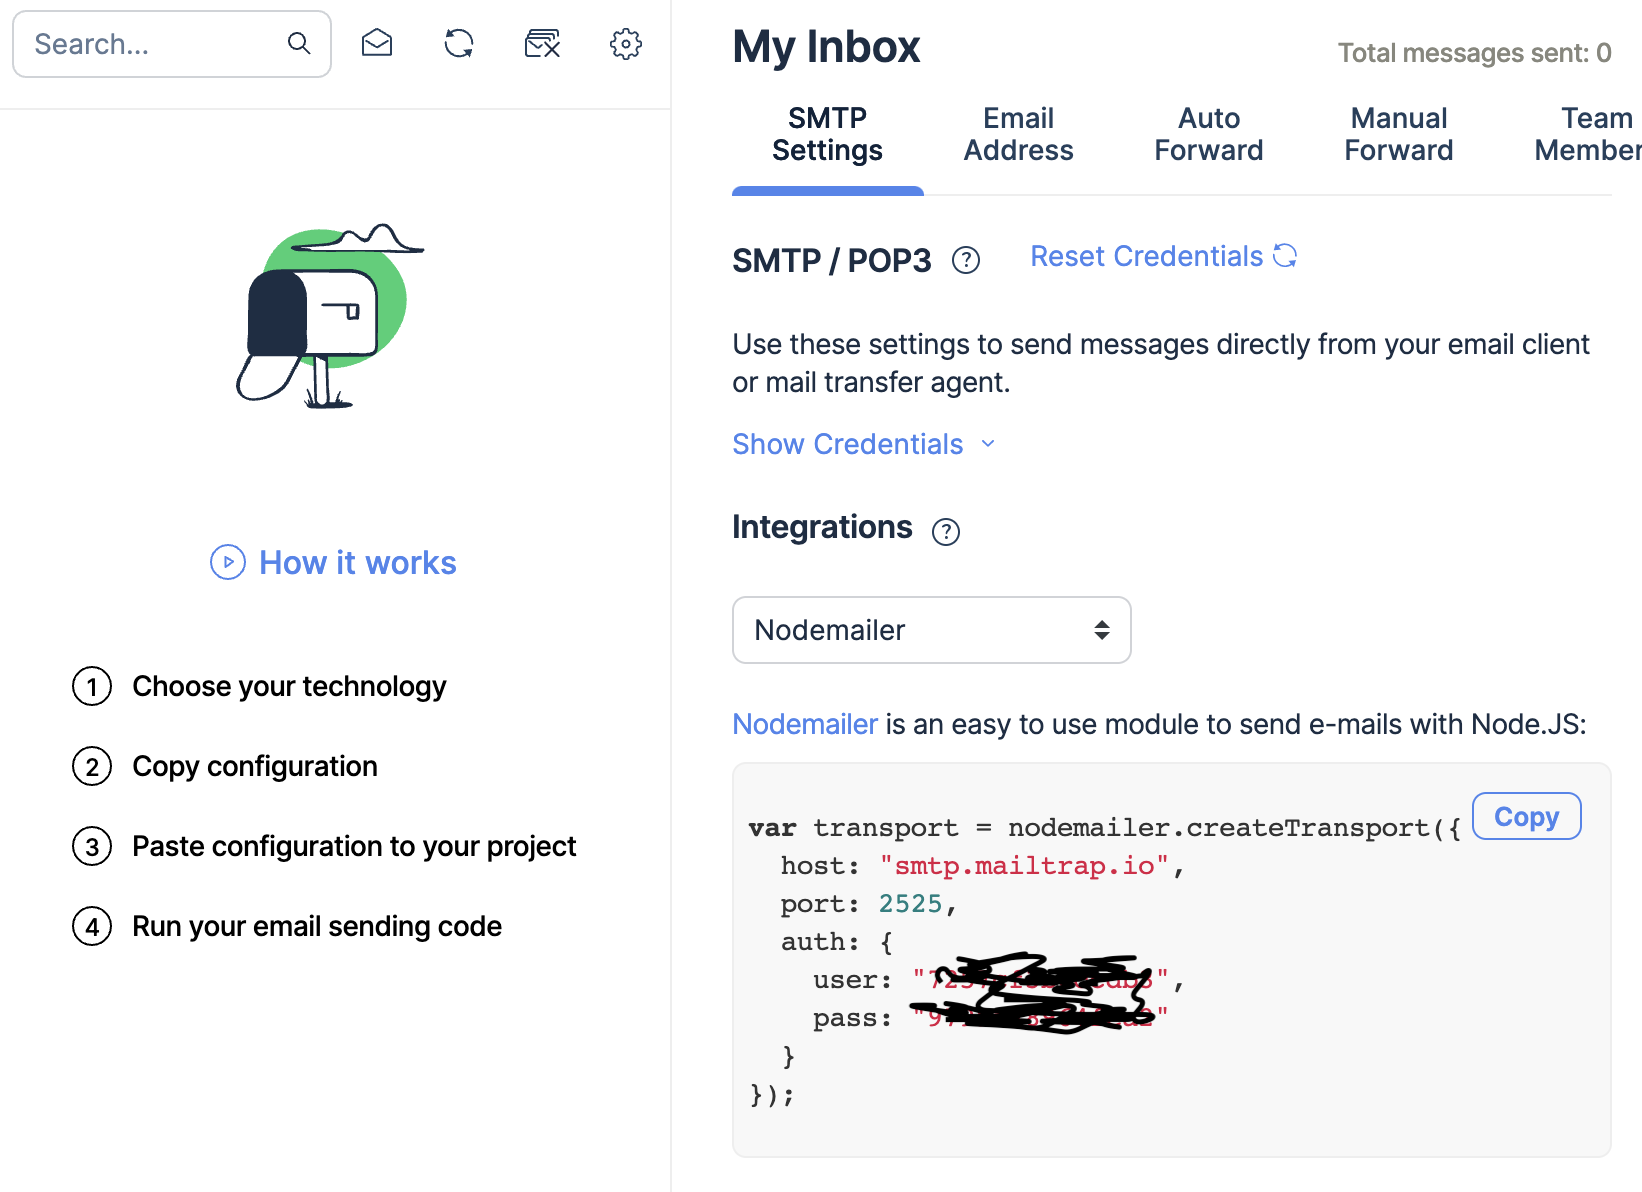 Search...
How it works
1 Choose your technology
2 Copy configuration
3 Paste configuration to your project
4 Run your email sending code
My Inbox
Total messages sent: 0
SMTP Settings
Email Address
Auto Forward
Manual Forward
Team Member
SMTP / POP3 ?
Reset Credentials
Use these settings to send messages directly from your email client
or mail transfer agent.
Show Credentials
Integrations ?
Nodemailer
Nodemailer is an easy to use module to send e-mails with Node.JS:
Copy
var transport = nodemailer.createTransport({
host: "smtp.mailtrap.io",
port: 2525,
auth: {
user:
pass:
}
});